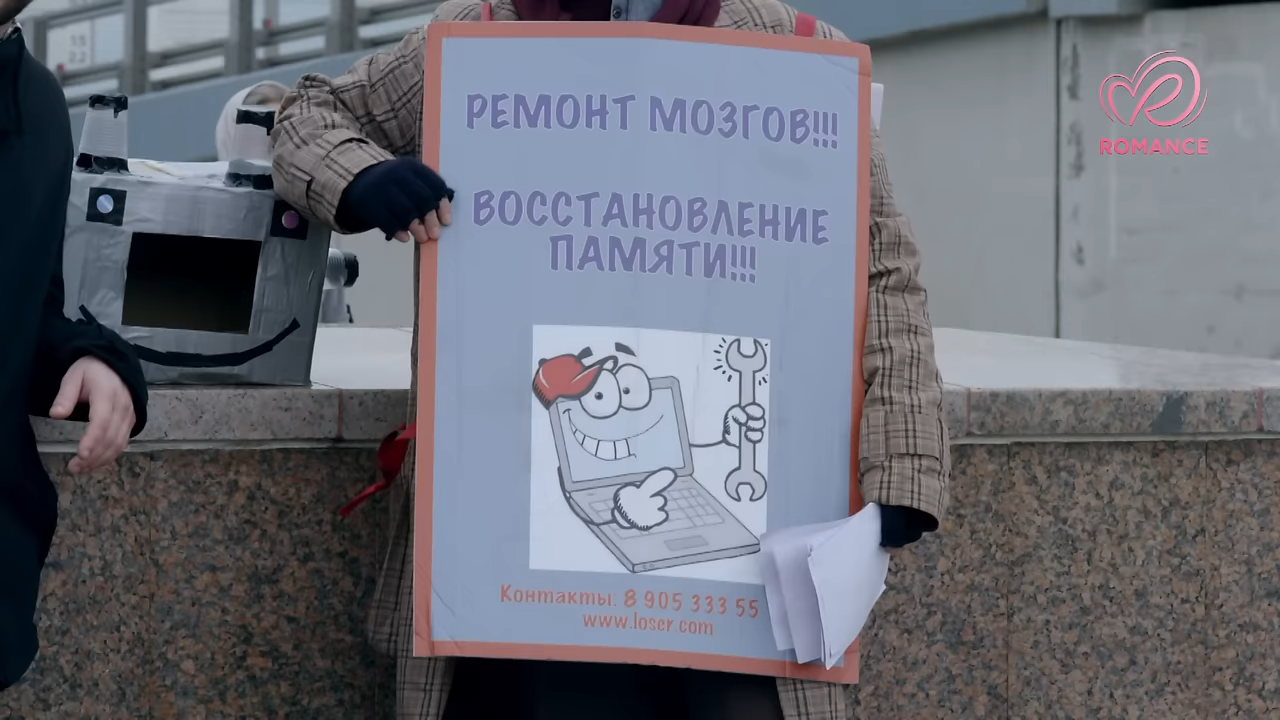 РЕМОНТ МОЗГОВ!!!
ВОССТАНОВЛЕНИЕ
ПАМЯТИ!!!
Контакты: 8 905 333 55
www.loser.com
ROMANCE